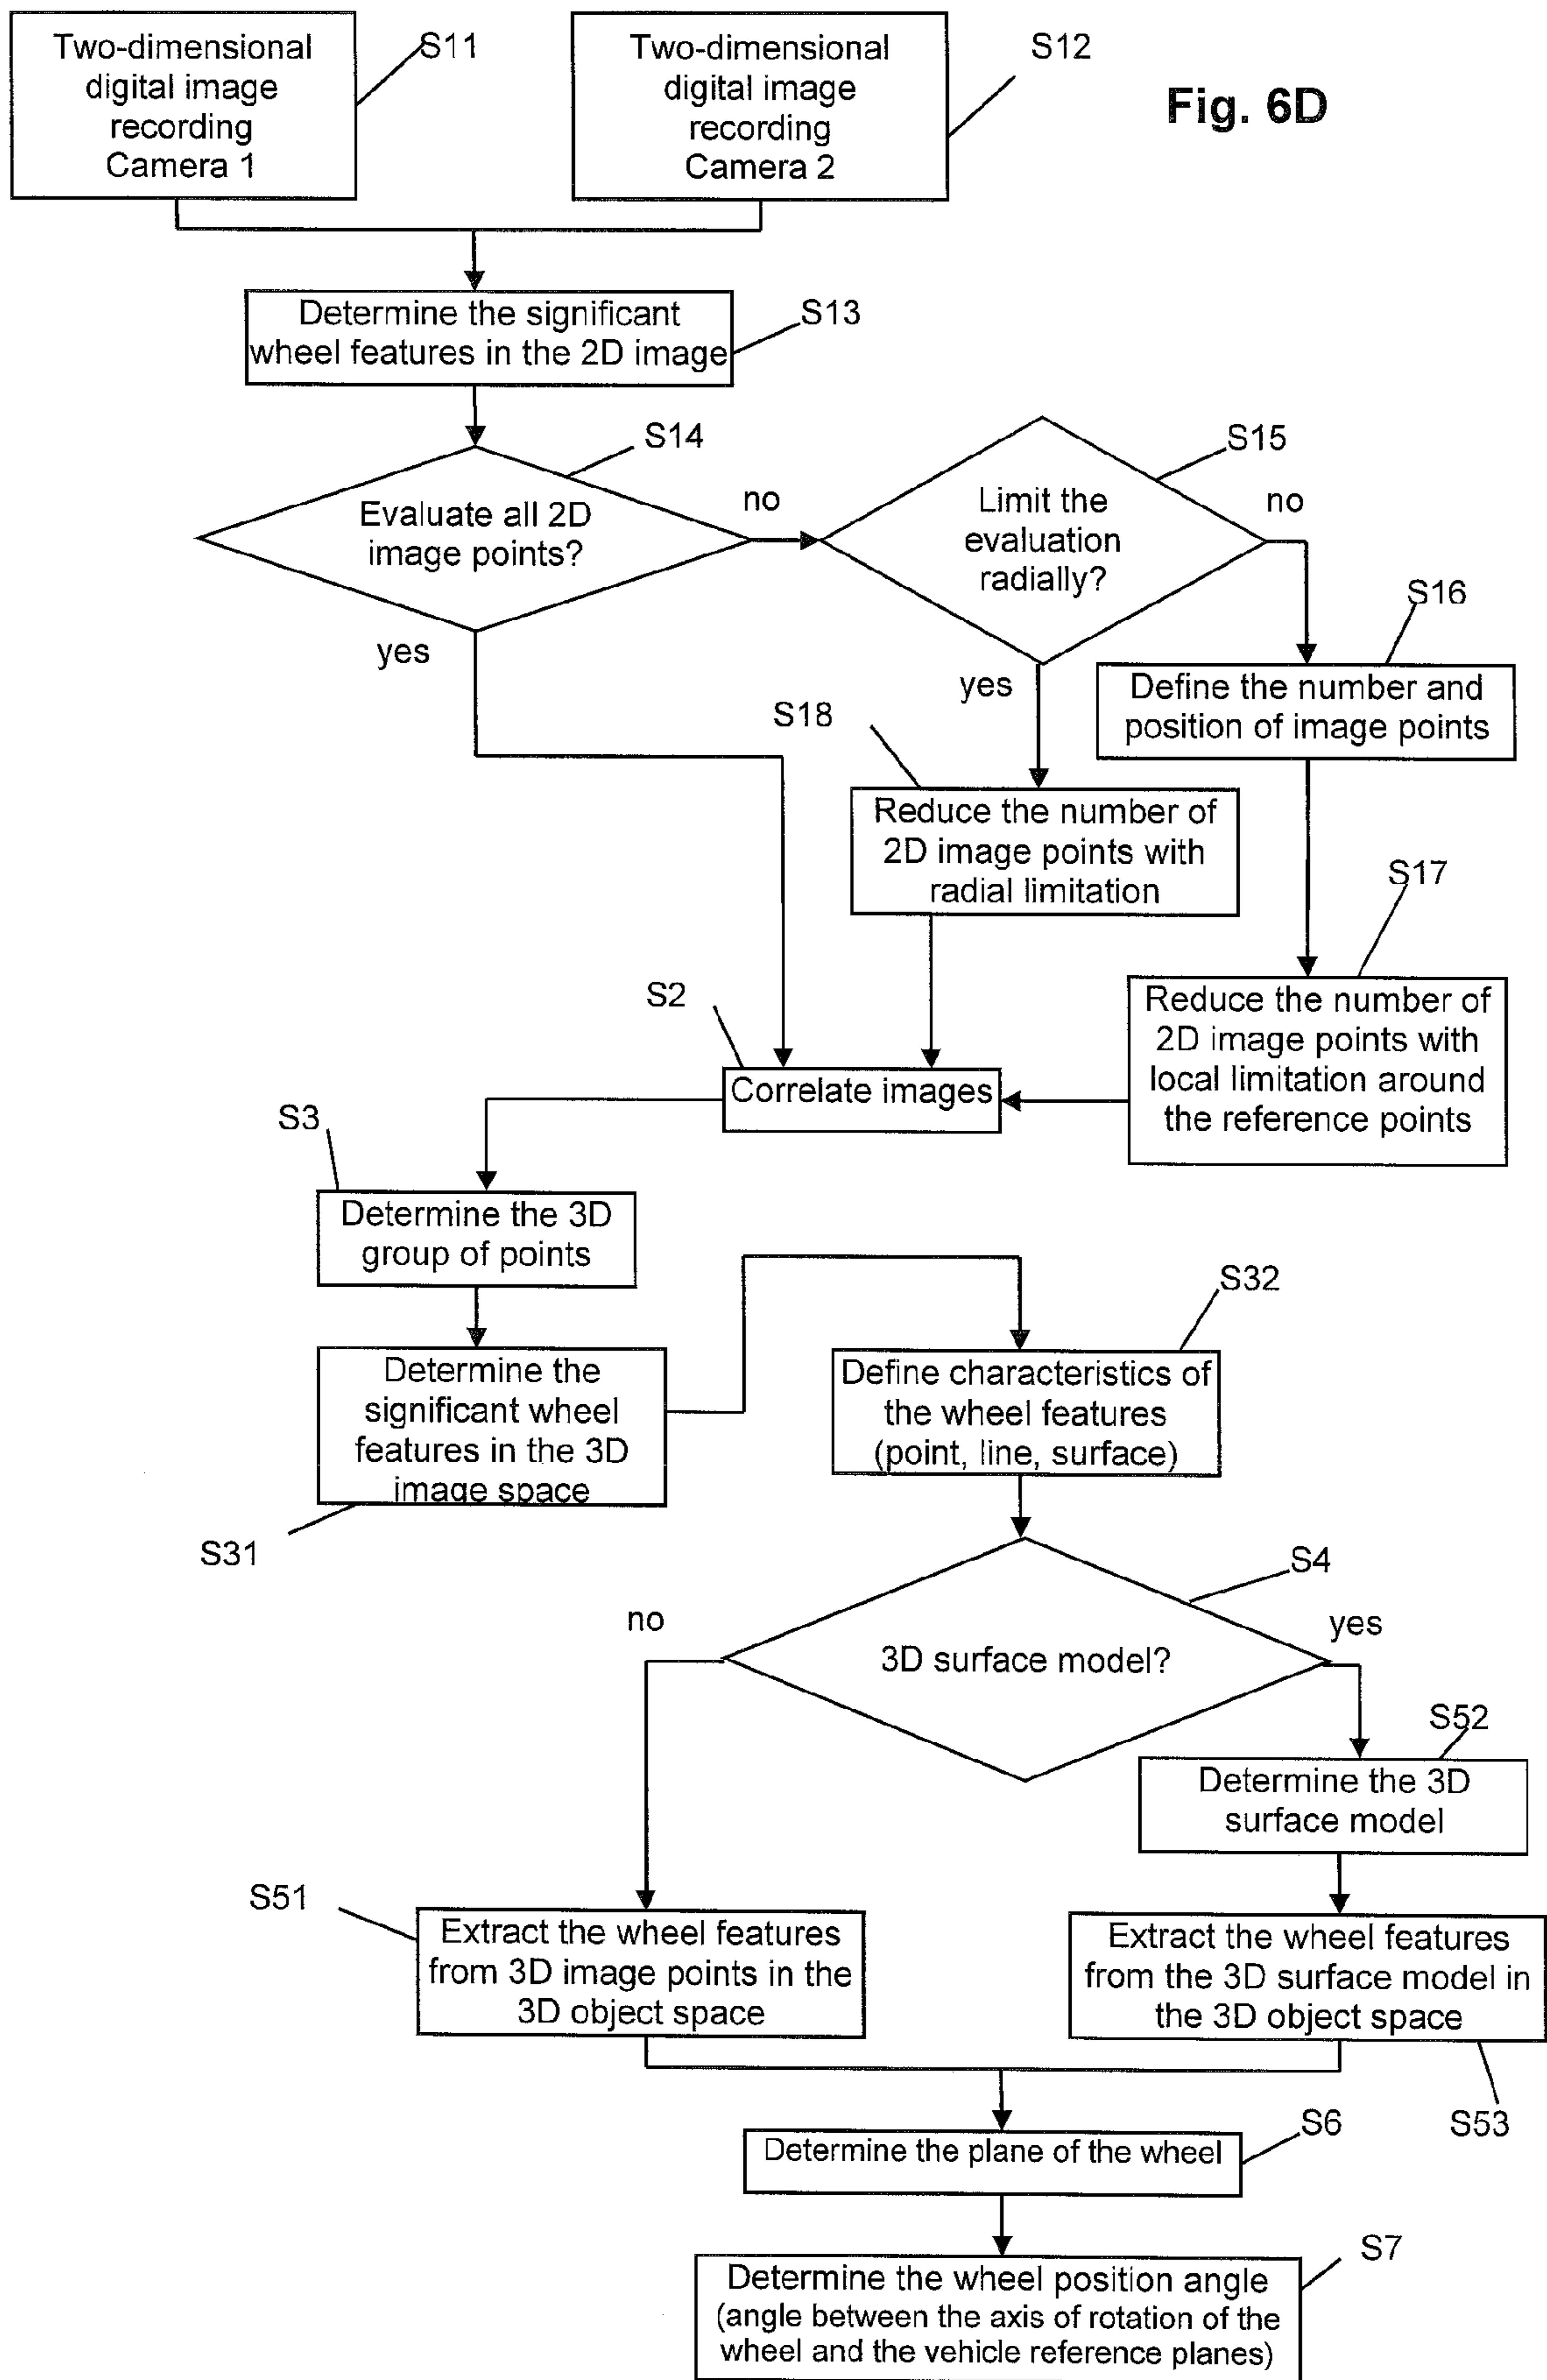 Two-dimensional
digital image
recording
Camera 1
S11
Two-dimensional
digital image
recording
Camera 2
S12
Fig. 6D
Determine the significant
wheel features in the 2D image
S13
S14
Evaluate all 2D
image points?
no
yes
S15
Limit the
evaluation
radially?
no
yes
S16
Define the number and
position of image points
S18
Reduce the number of
2D image points with
radial limitation
S17
Reduce the number of
2D image points with
local limitation around
the reference points
S2
Correlate images
S3
Determine the 3D
group of points
Determine the
significant wheel
features in the 3D
image space
S31
S32
Define characteristics of
the wheel features
(point, line, surface)
S4
no
3D surface model?
yes
S52
Determine the 3D
surface model
S51
Extract the wheel features
from 3D image points in the
3D object space
Extract the wheel features
from the 3D surface model in
the 3D object space
S53
S6
Determine the plane of the wheel
S7
Determine the wheel position angle
(angle between the axis of rotation of the
wheel and the vehicle reference planes)